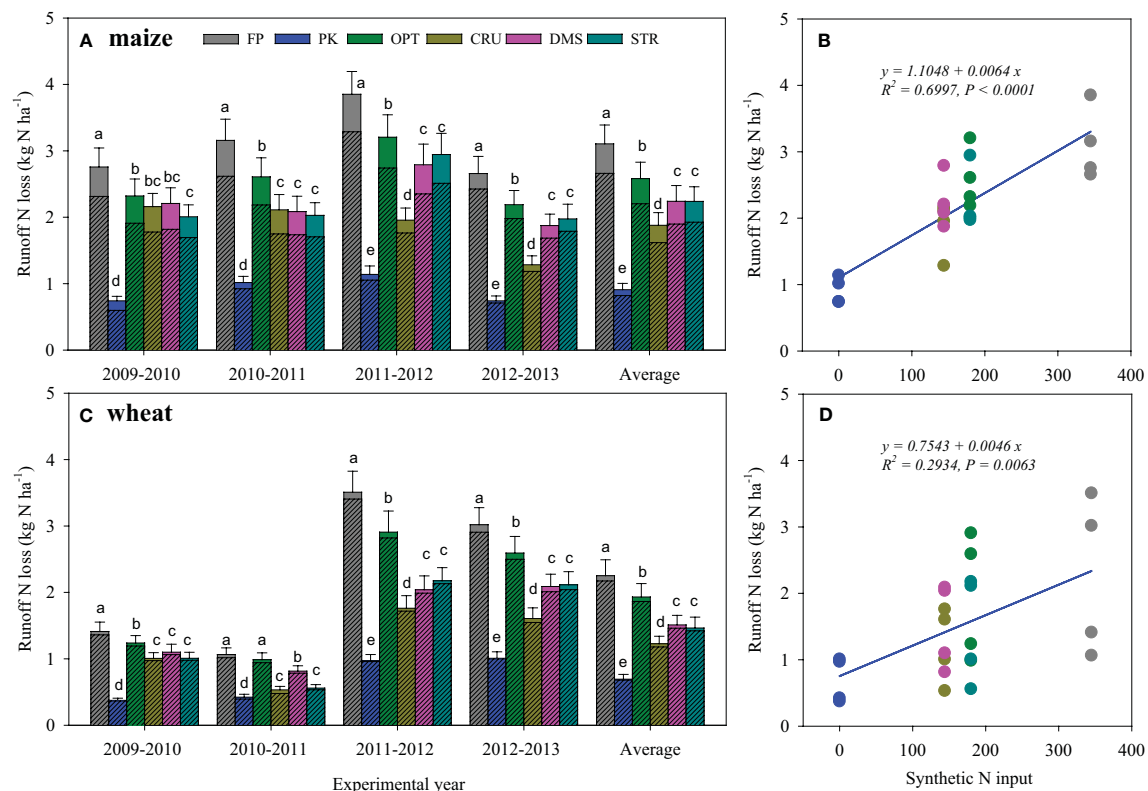 A maize
FP PK OPT CRU DMS STR
Runoff N loss (kg N ha⁻¹)
5
4
3
2
1
0
a d b bc bc c
a d b c c c
a e b d c c
a e b d c c
a e b d c c
2009-2010 2010-2011 2011-2012 2012-2013 Average
B
y = 1.1048 + 0.0064 x
R² = 0.6997, P < 0.0001
Runoff N loss (kg N ha⁻¹)
5
4
3
2
1
0
0 100 200 300 400
C wheat
Runoff N loss (kg N ha⁻¹)
5
4
3
2
1
0
a d b c c c
a d a c b c
a e b d c c
a e b d c c
a e b d c c
2009-2010 2010-2011 2011-2012 2012-2013 Average
Experimental year
D
y = 0.7543 + 0.0046 x
R² = 0.2934, P = 0.0063
Runoff N loss (kg N ha⁻¹)
5
4
3
2
1
0
0 100 200 300 400
Synthetic N input